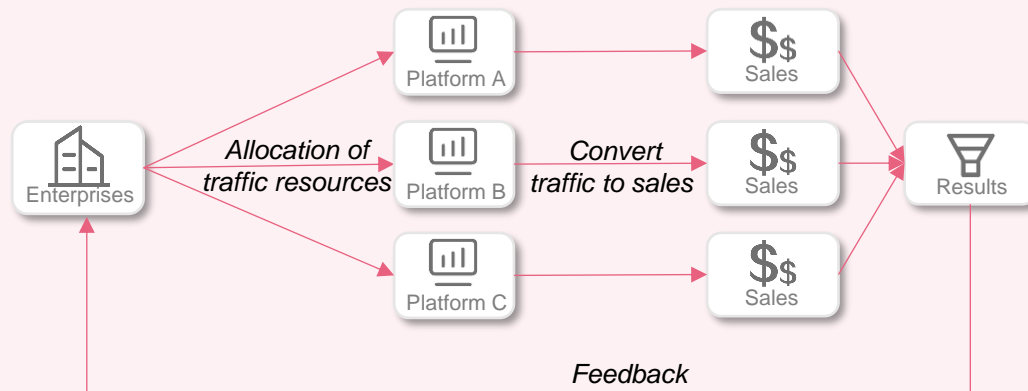 $$
Sales
Platform A
$$
Sales
Enterprises
Allocation of
traffic resources
Platform B
Convert
traffic to sales
Results
$$
Sales
Platform C
Feedback